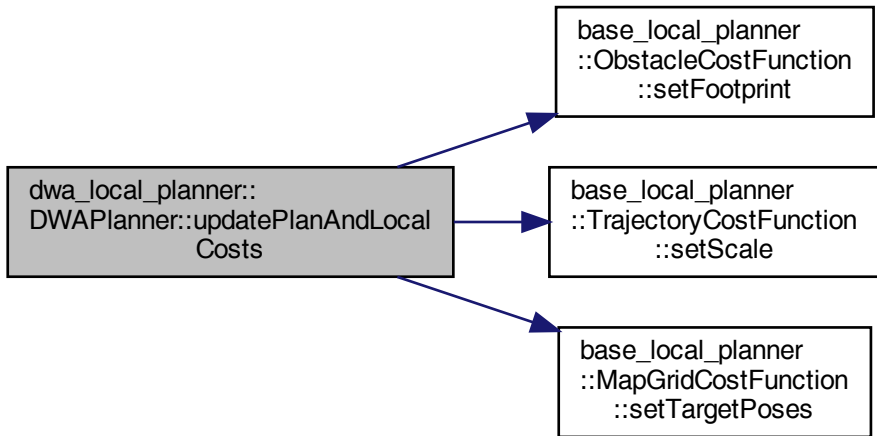 base_local_planner
::ObstacleCostFunction
::setFootprint
dwa_local_planner::
DWAPlanner::updatePlanAndLocal
Costs
base_local_planner
::TrajectoryCostFunction
::setScale
base_local_planner
::MapGridCostFunction
::setTargetPoses